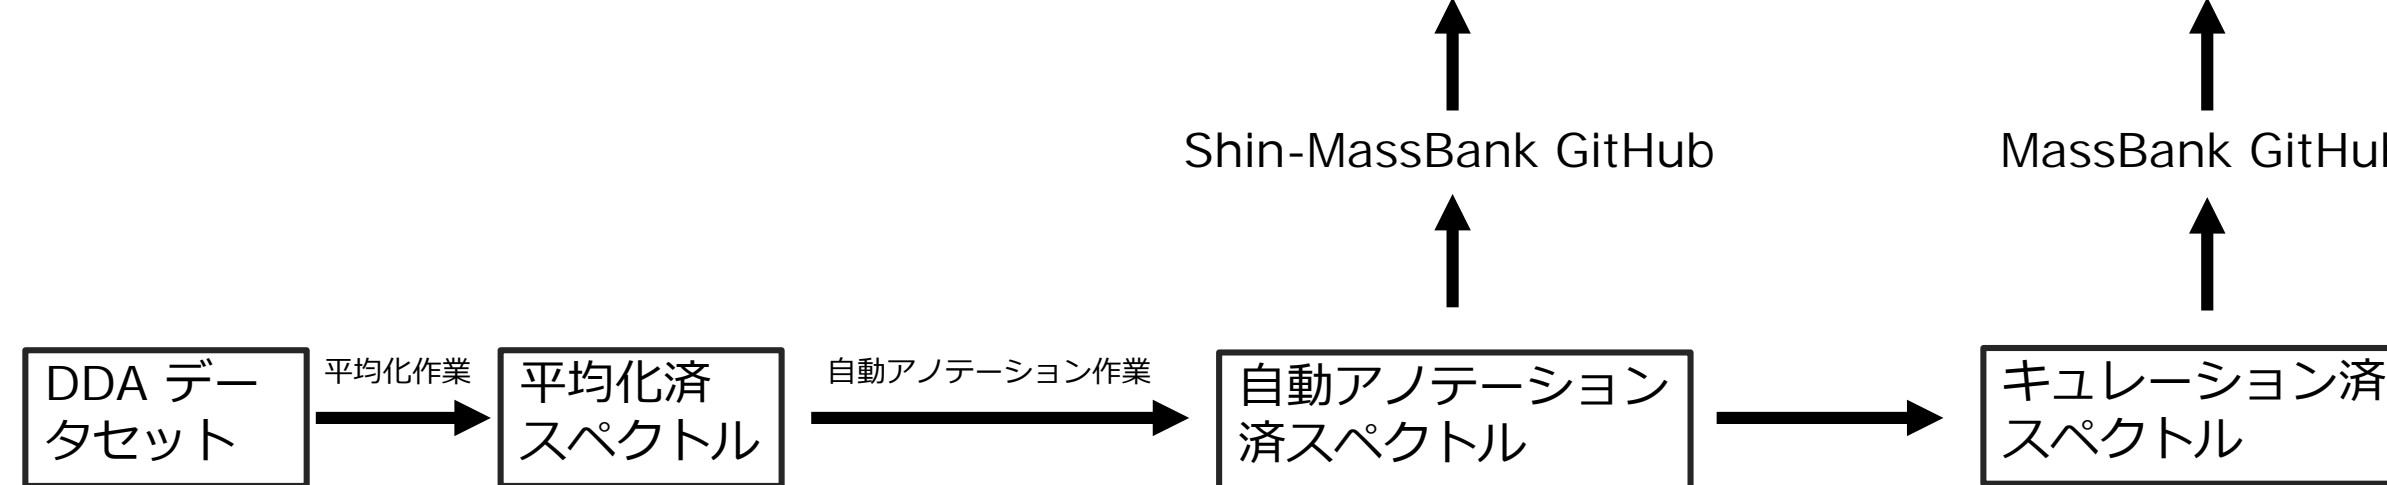 Shin-MassBank GitHub
MassBank GitHub
DDA デー
タセット
平均化作業
平均化済
スペクトル
自動アノテーション作業
自動アノテーション
済スペクトル
キュレーション済
スペクトル